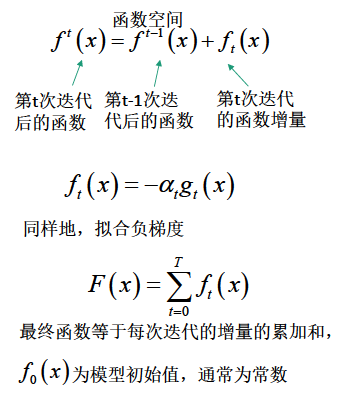 函数空间
f^t(x) = f^{t-1}(x) + f_t(x)
第t次迭代后的函数
第t-1次迭代后的函数
第t次迭代的函数增量
f_t(x) = -α_t g_t(x)
同样地，拟合负梯度
F(x) = \sum_{t=0}^{T} f_t(x)
最终函数等于每次迭代的增量的累加和，
f_0(x)为模型初始值，通常为常数